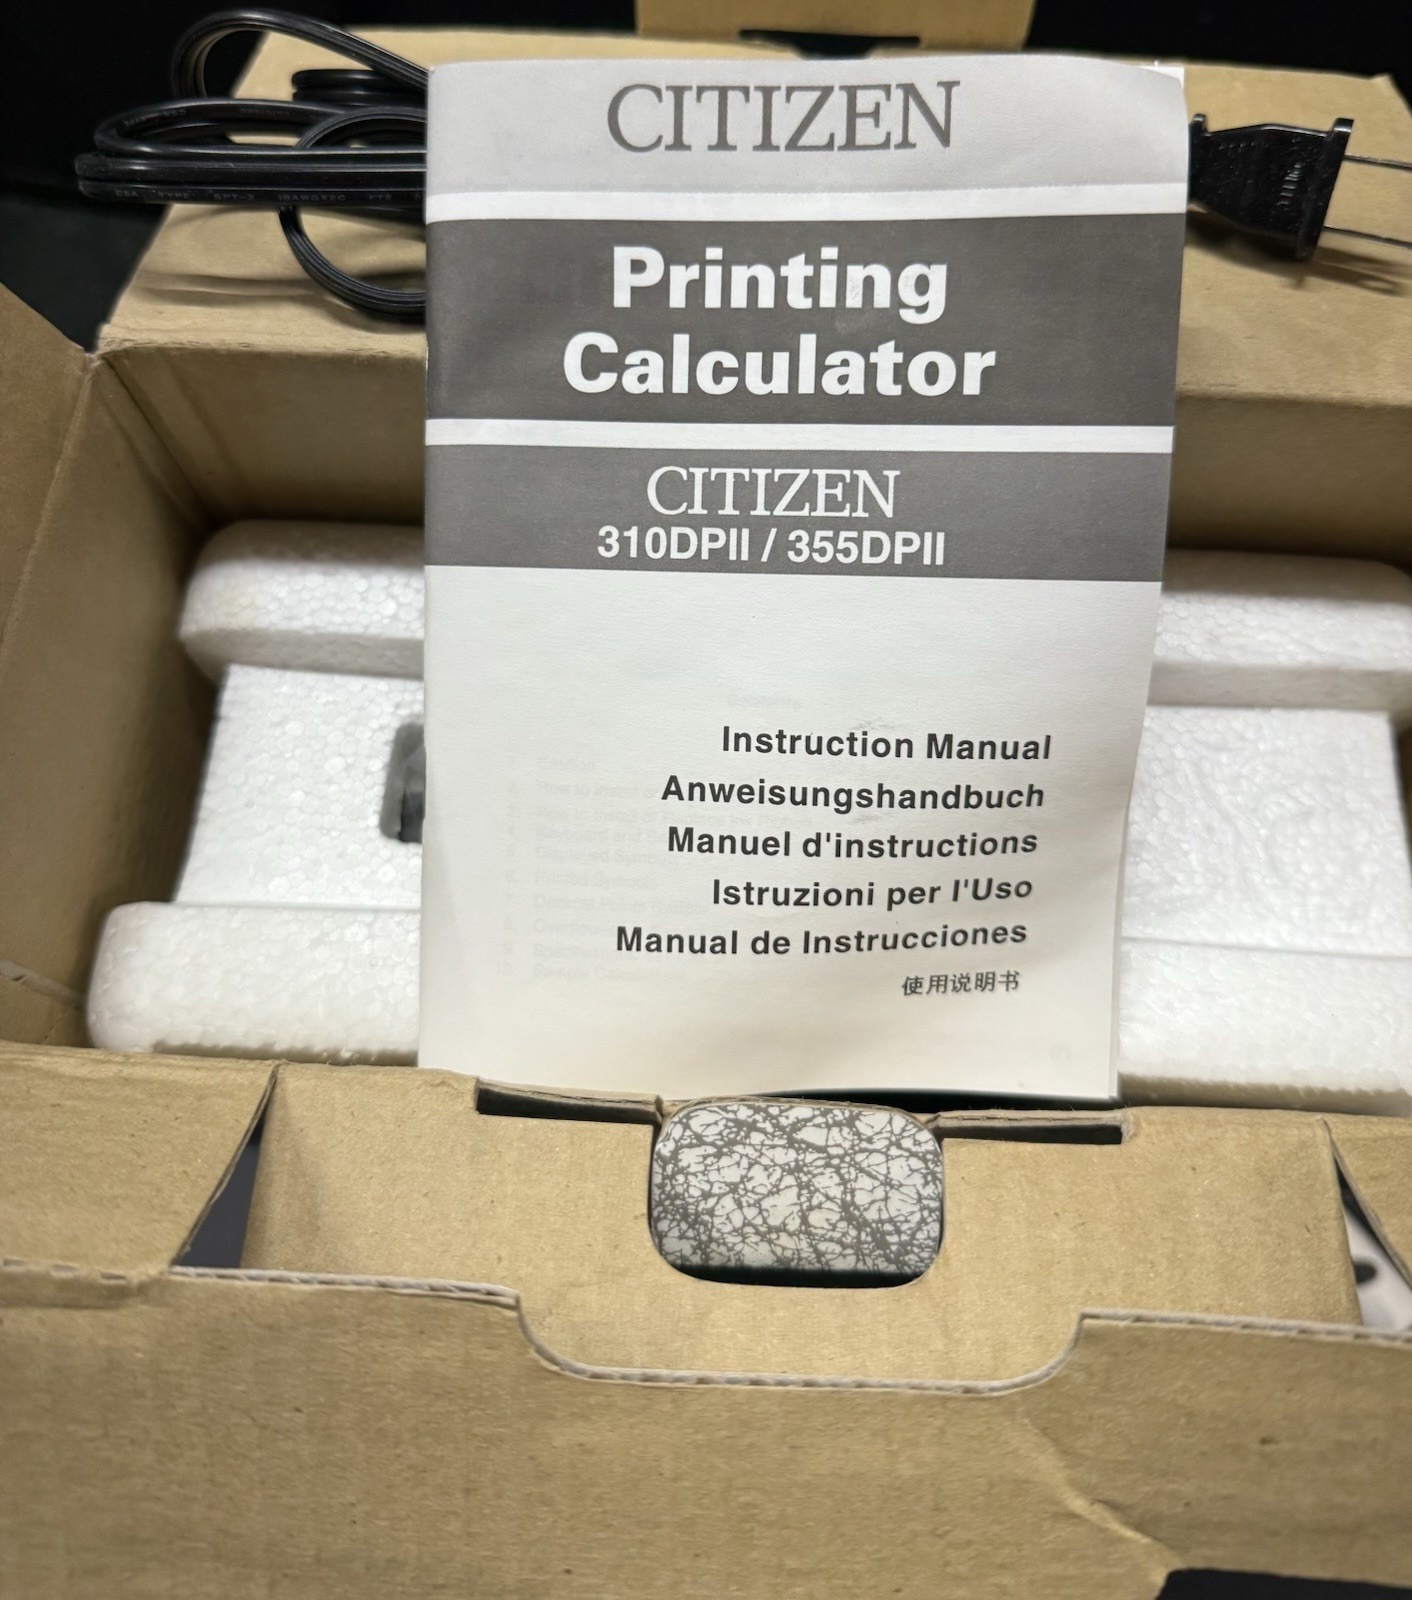 CITIZEN
Printing
Calculator
CITIZEN
310DPII / 355DPII
Instruction Manual
Anweisungshandbuch
Manuel d'instructions
Istruzioni per l'Uso
Manual de Instrucciones
使用说明书